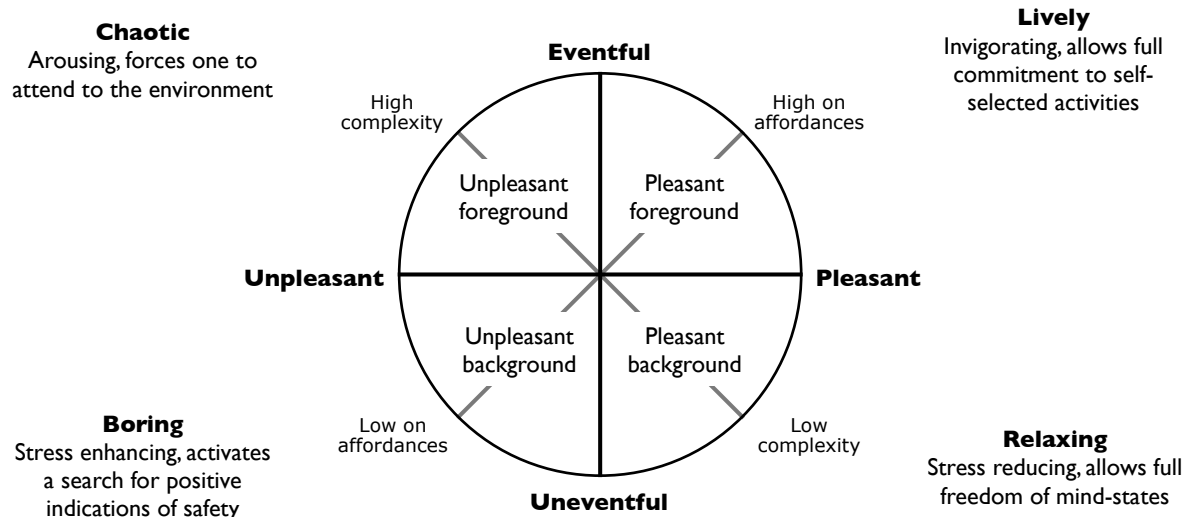 Chaotic
Arousing, forces one to
attend to the environment
Lively
Invigorating, allows full
commitment to self-
selected activities
Eventful
High
complexity
High on
affordances
Unpleasant
foreground
Pleasant
foreground
Unpleasant
Pleasant
Unpleasant
background
Pleasant
background
Low on
affordances
Low
complexity
Boring
Stress enhancing, activates
a search for positive
indications of safety
Relaxing
Stress reducing, allows full
freedom of mind-states
Uneventful